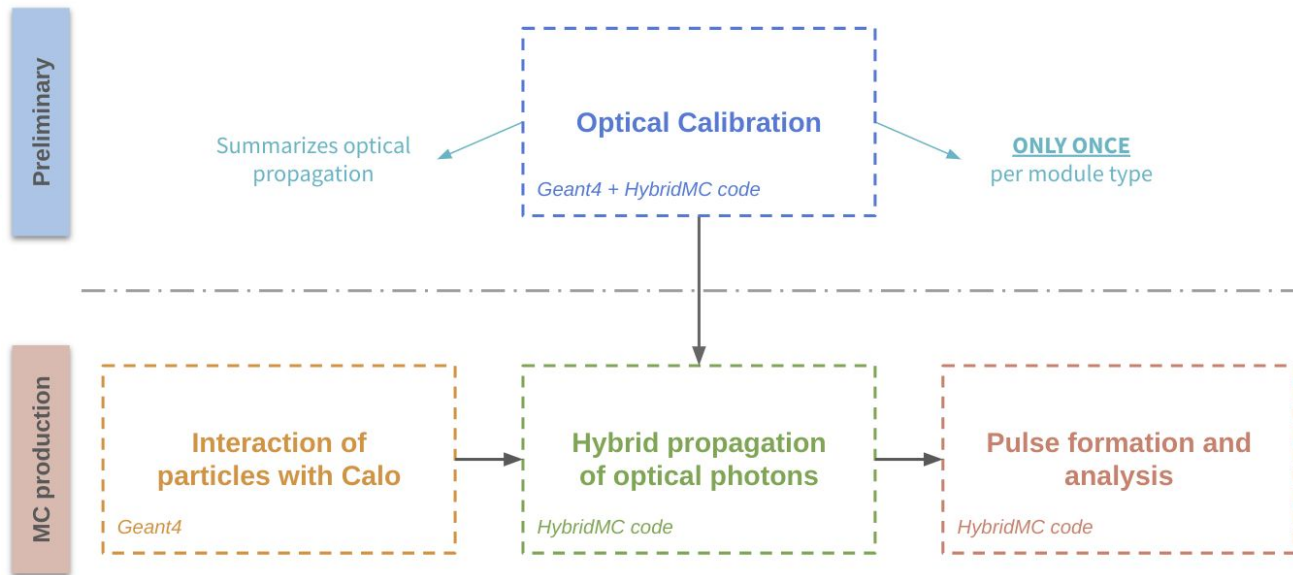 Preliminary
Optical Calibration
Geant4 + HybridMC code
Summarizes optical
propagation
ONLY ONCE
per module type
MC production
Interaction of
particles with Calo
Geant4
Hybrid propagation
of optical photons
HybridMC code
Pulse formation and
analysis
HybridMC code